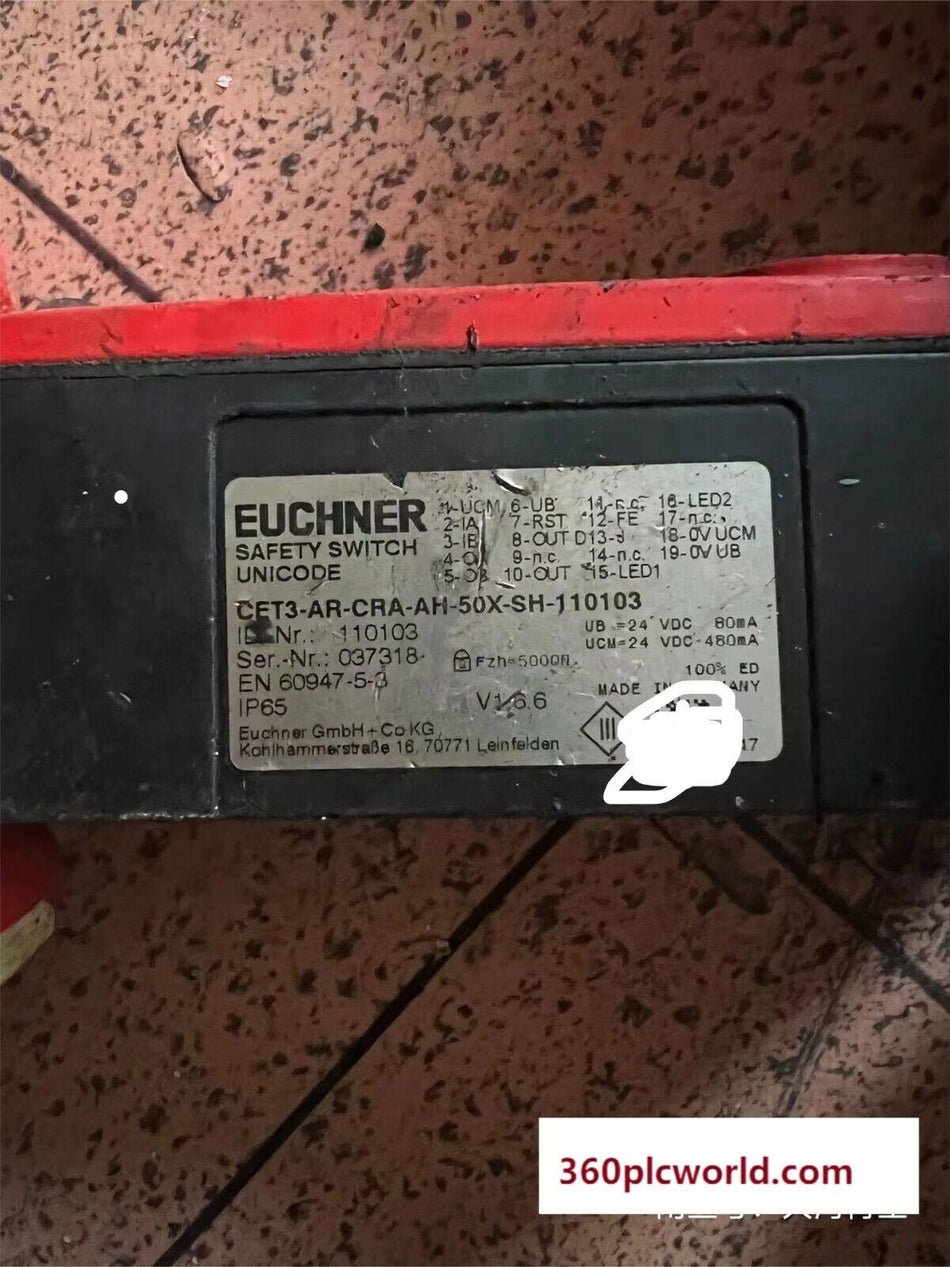 EUCHNER
SAFETY SWITCH
UNICODE
1-UCM 6-UB 11-n.c. 16-LED2
2-IA 7-RST 12-FE 17-n.c.
3-IB 8-OUT D 13-J 18-0V UCM
9-n.c. 14-n.c. 19-0V UB
5-OB 10-OUT 15-LED1
CET3-AR-CRA-AH-50X-SH-110103
Nr.: 110103
UB =24 VDC 80mA
UCM=24 VDC 480mA
Ser.-Nr.: 037318
Fzh=5000N
100% ED
EN 60947-5-3
MADE IN
IP65
V1.6.6
Euchner GmbH + Co KG
Kohlhammerstraße 16, 70771 Leinfelden
17
360plcworld.com